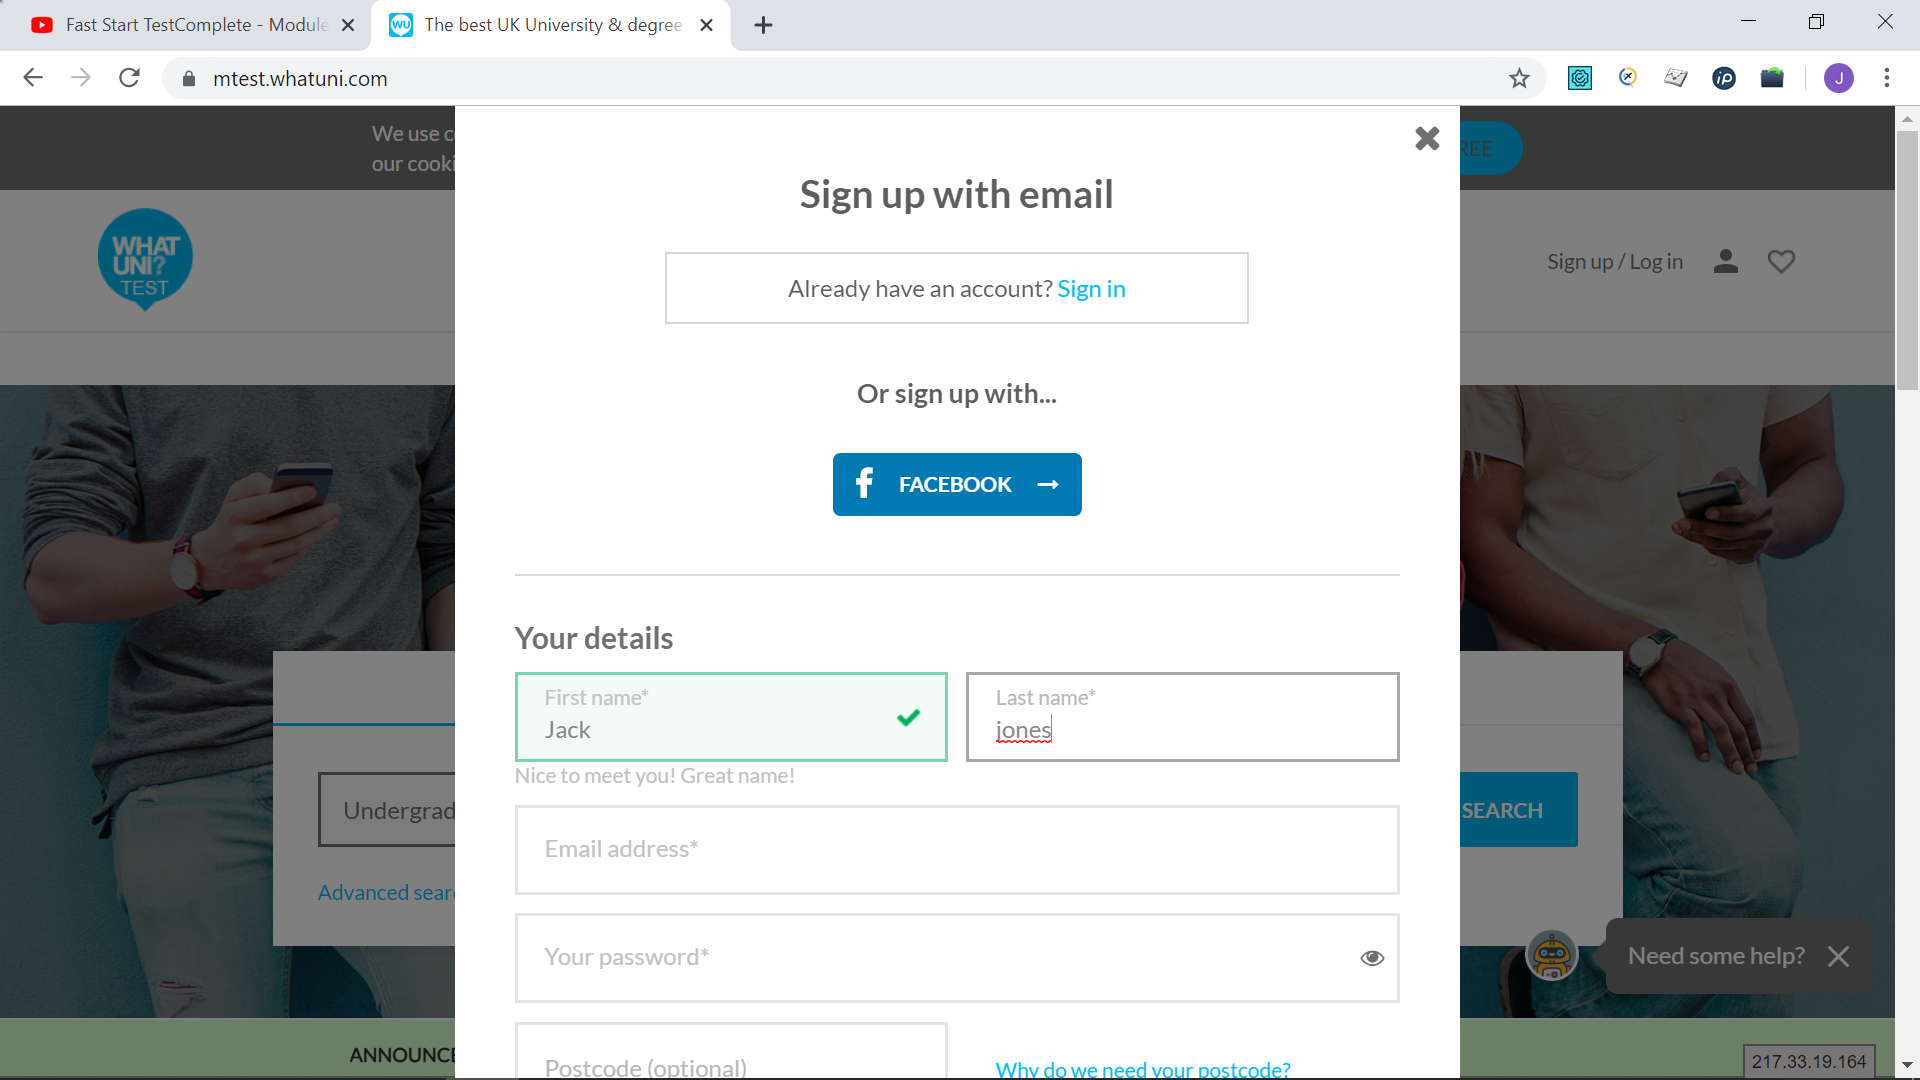 Fast Start TestComplete - Module
The best UK University & degree
mtest.whatuni.com
J
We use c
our cooki
REE
WHAT
UNI?
TEST
Sign up / Log in
Sign up with email
Already have an account? Sign in
Or sign up with...
FACEBOOK
Your details
First name*
Jack
Last name*
jones
Nice to meet you! Great name!
Undergrad
SEARCH
Email address*
Advanced sear
Your password*
Need some help?
Postcode (optional)
Why do we need your postcode?
ANNOUNCE
217.33.19.164